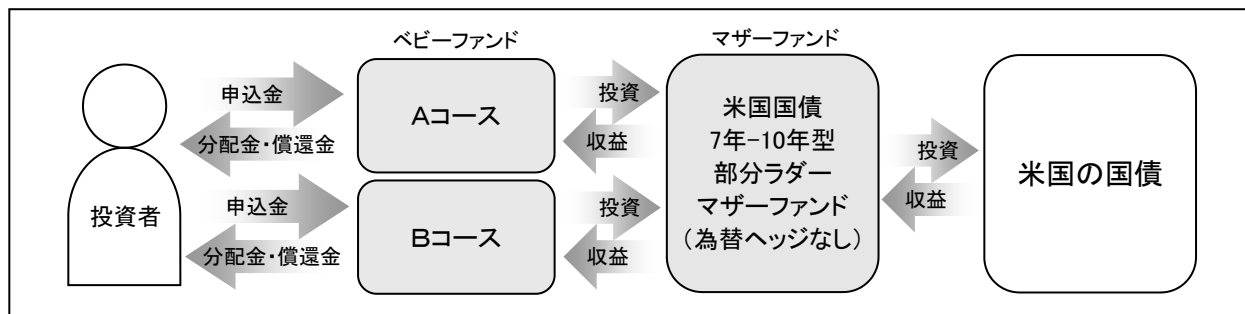 ベビーファンド
マザーファンド
申込金
分配金・償還金
投資者
申込金
分配金・償還金
Aコース
Bコース
投資
収益
投資
収益
米国国債
7年-10年型
部分ラダー
マザーファンド
(為替ヘッジなし)
投資
収益
米国の国債